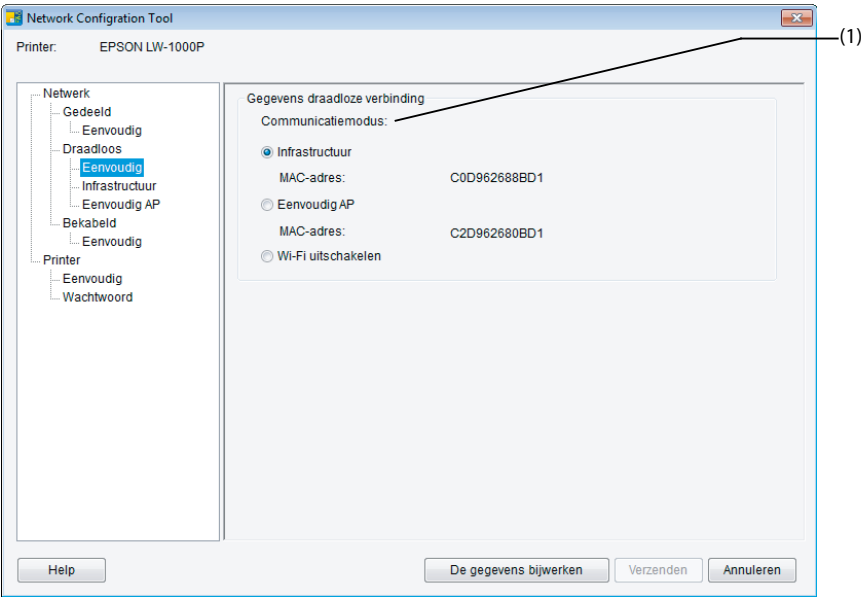 Network Configration Tool
(1)
Printer: EPSON LW-1000P
Netwerk
Gedeeld
Eenvoudig
Draadloos
Eenvoudig
Infrastructuur
Eenvoudig AP
Bekabeld
Eenvoudig
Printer
Eenvoudig
Wachtwoord
Gegevens draadloze verbinding
Communicatiemodus:
Infrastructuur
MAC-adres: C0D962688BD1
Eenvoudig AP
MAC-adres: C2D962680BD1
Wi-Fi uitschakelen
Help
De gegevens bijwerken
Verzenden
Annuleren